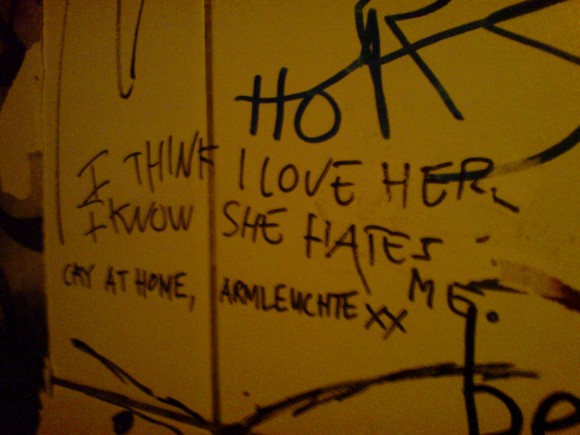 HO
I THINK I LOVE HER,
I KNOW SHE HATES
ME.
CRY AT HOME, ARMLEUCHTE XX
be